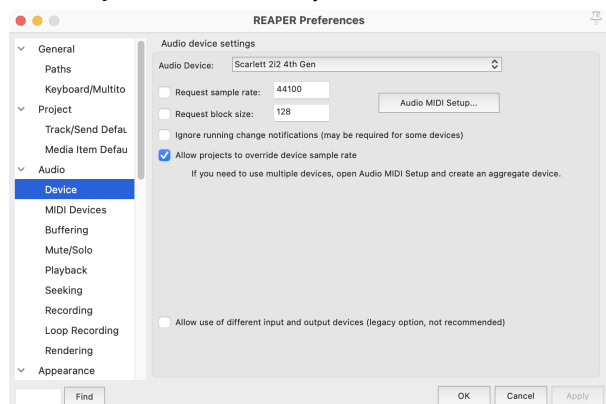 REAPER Preferences
General
Paths
Keyboard/Multito
Project
Track/Send Defau
Media Item Defau
Audio
Device
MIDI Devices
Buffering
Mute/Solo
Playback
Seeking
Recording
Loop Recording
Rendering
Appearance
Find
Audio device settings
Audio Device: Scarlett 2i2 4th Gen
Request sample rate: 44100
Request block size: 128
Audio MIDI Setup...
Ignore running change notifications (may be required for some devices)
Allow projects to override device sample rate
If you need to use multiple devices, open Audio MIDI Setup and create an aggregate device.
Allow use of different input and output devices (legacy option, not recommended)
OK Cancel Apply